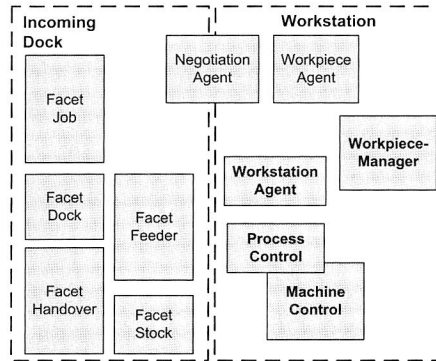 Incoming
Dock
Workstation
Negotiation
Agent
Workpiece
Agent
Facet
Job
Workpiece-
Manager
Workstation
Agent
Facet
Dock
Facet
Feeder
Process
Control
Facet
Handover
Machine
Control
Facet
Stock